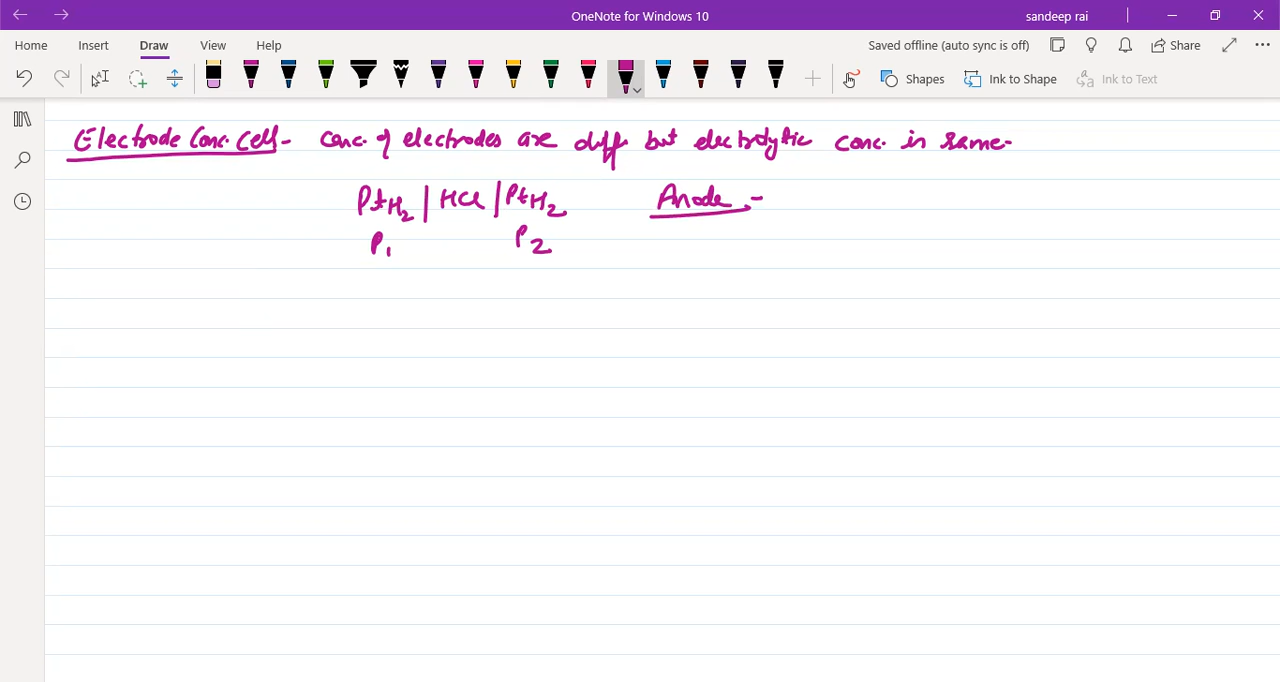 OneNote for Windows 10
sandeep rai
Home Insert Draw View Help
Saved offline (auto sync is off) Share
Shapes Ink to Shape Ink to Text
Electrode Conc. Cell- Conc. of electrodes are diff but electrolytic conc. is same-
PtH₂ | HCl | PtH₂ Anode -
P₁ P₂